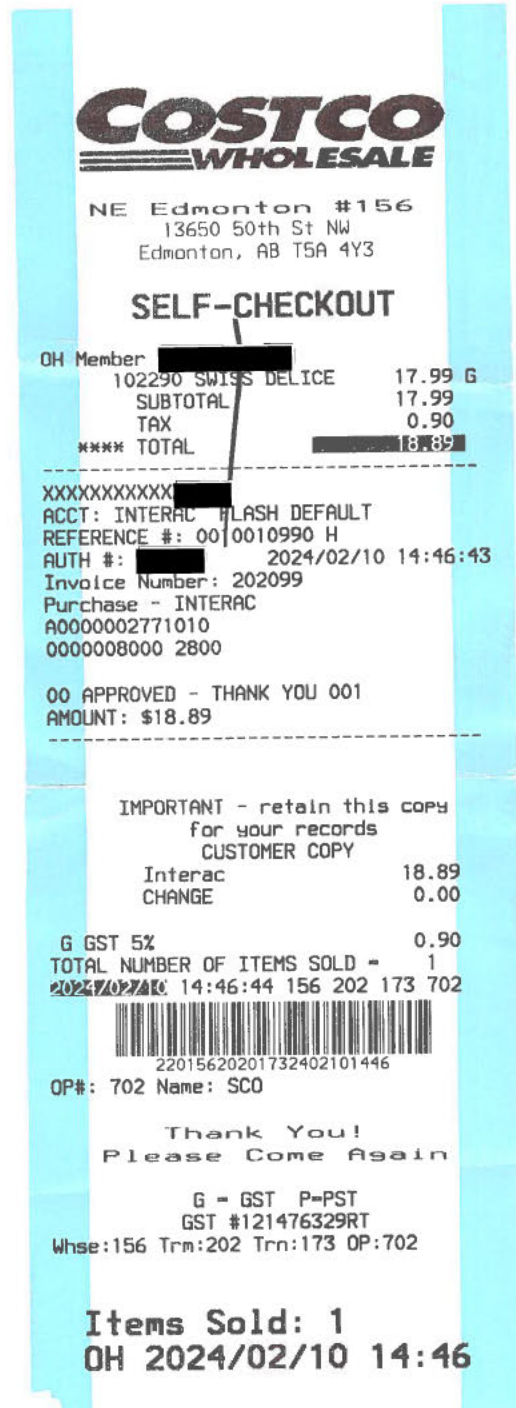 COSTCO
WHOLESALE
NE Edmonton #156
13650 50th St NW
Edmonton, AB T5A 4Y3
SELF-CHECKOUT
OH Member
102290 SWISS DELICE 17.99 G
SUBTOTAL 17.99
TAX 0.90
**** TOTAL 18.89
XXXXXXXXXXXX
ACCT: INTERAC FLASH DEFAULT
REFERENCE #: 0010010990 H
AUTH #: 2024/02/10 14:46:43
Invoice Number: 202099
Purchase - INTERAC
A0000002771010
0000008000 2800
00 APPROVED - THANK YOU 001
AMOUNT: $18.89
IMPORTANT - retain this copy
for your records
CUSTOMER COPY
Interac 18.89
CHANGE 0.00
G GST 5% 0.90
TOTAL NUMBER OF ITEMS SOLD = 1
2024/02/10 14:46:44 156 202 173 702
22015620201732402101446
OP#: 702 Name: SCO
Thank You!
Please Come Again
G = GST P=PST
GST #121476329RT
Whse:156 Trm:202 Trn:173 OP:702
Items Sold: 1
OH 2024/02/10 14:46